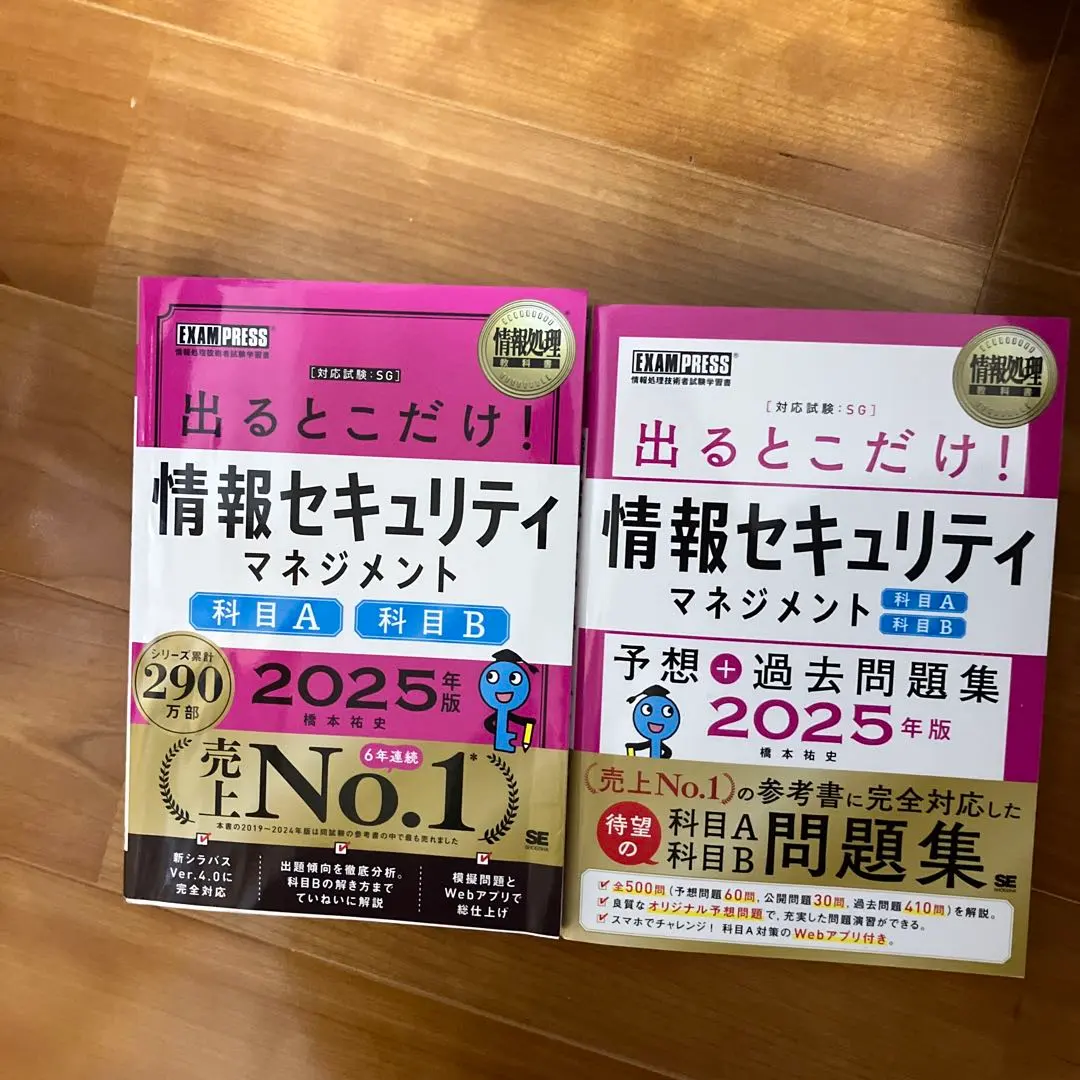 EXAMPRESS®
情報処理技術者試験学習書
情報処理
教科書
[対応試験:SG]
出るとこだけ!
情報セキュリティ
マネジメント
科目A 科目B
シリーズ累計
290
万部
2025年版
橋本祐史
売上No.1*
6年連続
本書の2019〜2024年版は同試験の参考書の中で最も売れました
SE
SHOEISHA
新シラバス
Ver.4.0に
完全対応
出題傾向を徹底分析。
科目Bの解き方まで
ていねいに解説
模擬問題と
Webアプリで
総仕上げ
EXAMPRESS®
情報処理技術者試験学習書
情報処理
教科書
[対応試験:SG]
出るとこだけ!
情報セキュリティ
マネジメント
科目A
科目B
予想+過去問題集
2025年版
橋本祐史
売上No.1の参考書に完全対応した
待望の
科目A
科目B
問題集
SE
SHOEISHA
全500問(予想問題60問,公開問題30問,過去問題410問)を解説。
良質なオリジナル予想問題で,充実した問題演習ができる。
スマホでチャレンジ! 科目A対策のWebアプリ付き。